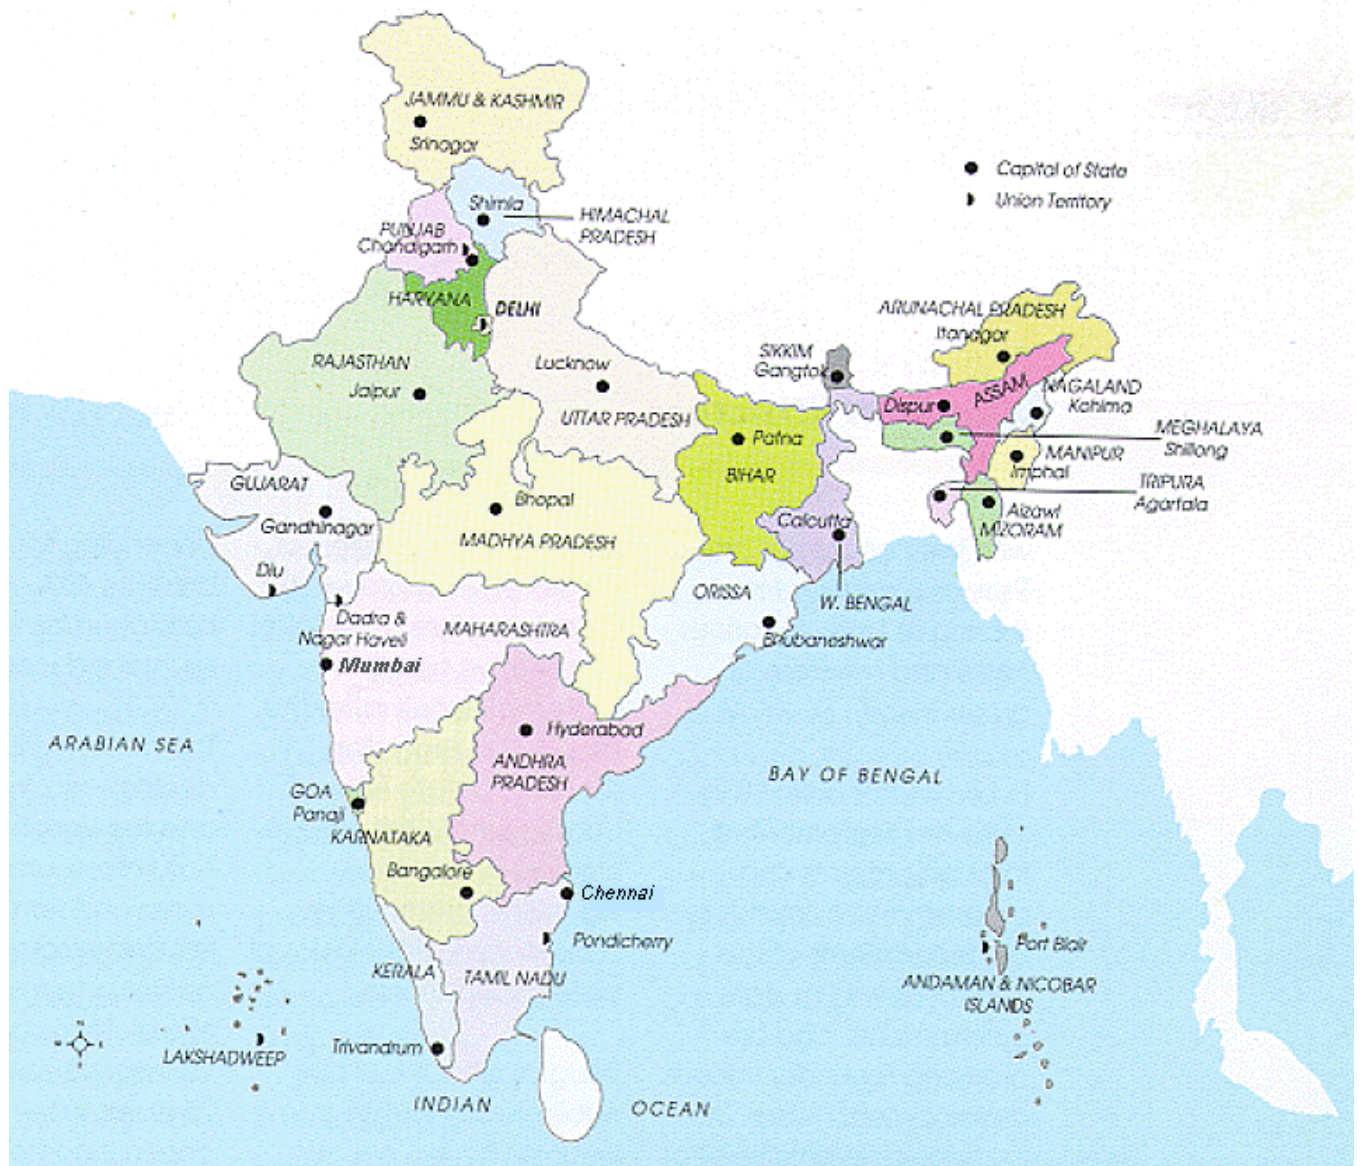 JAMMU & KASHMIR
Srinagar
Capital of State
Union Territory
Shimla
HIMACHAL
PRADESH
PUNJAB
Chandigarh
HARYANA
DELHI
ARUNACHAL PRADESH
Itanagar
SIKKIM
Gangtok
RAJASTHAN
Jaipur
Lucknow
UTTAR PRADESH
ASSAM
Dispur
NAGALAND
Kohima
MEGHALAYA
Shillong
MANIPUR
Imphal
Patna
BIHAR
TRIPURA
Agartala
Aizawl
MIZORAM
GUJARAT
Gandhinagar
Bhopal
MADHYA PRADESH
Calcutta
W. BENGAL
Diu
Dadra &
Nagar Haveli
MAHARASHTRA
ORISSA
Bhubaneshwar
Mumbai
Hyderabad
ANDHRA
PRADESH
ARABIAN SEA
BAY OF BENGAL
GOA
Panaji
KARNATAKA
Bangalore
Chennai
Pondicherry
KERALA
TAMIL NADU
Port Blair
ANDAMAN & NICOBAR
ISLANDS
LAKSHADWEEP
Trivandrum
INDIAN OCEAN